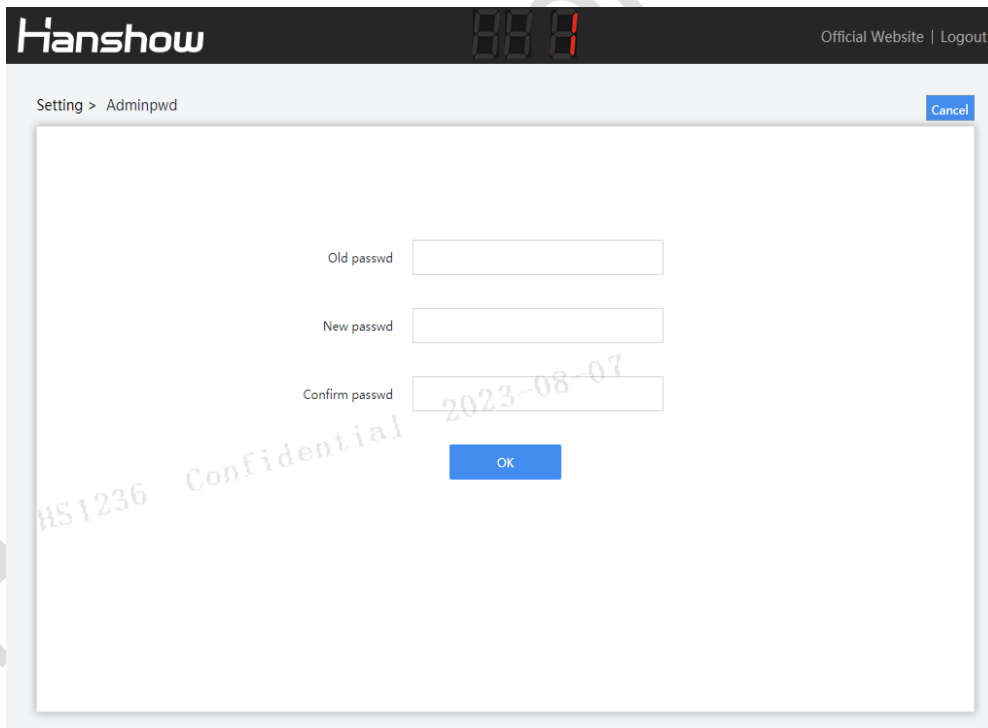 Hanshow
1
Official Website | Logout
Setting > Adminpwd
Cancel
Old passwd
New passwd
Confirm passwd
OK
HS1236 Confidential 2023-08-07